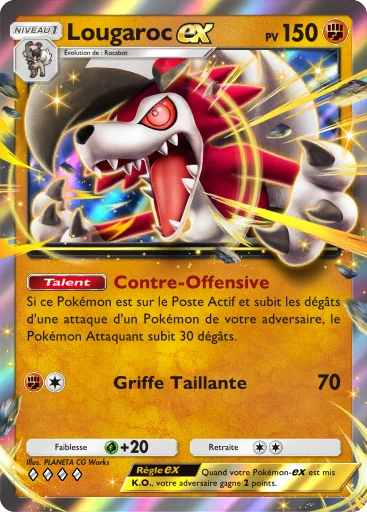 NIVEAU 1
Lougaroc ex
PV 150
Évolution de : Rocabot
Talent Contre-Offensive
Si ce Pokémon est sur le Poste Actif et subit les dégâts
d'une attaque d'un Pokémon de votre adversaire, le
Pokémon Attaquant subit 30 dégâts.
Griffe Taillante 70
Faiblesse +20 Retraite
Illus. PLANETA CG Works
Règle ex Quand votre Pokémon-ex est mis
K.O., votre adversaire gagne 2 points.